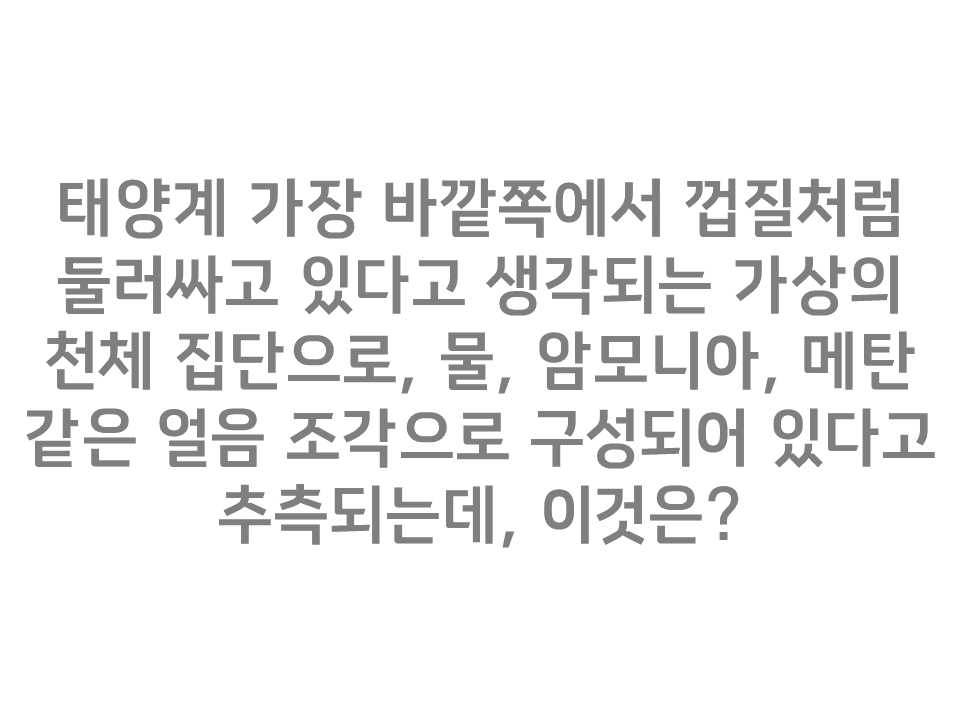 태양계 가장 바깥쪽에서 껍질처럼
둘러싸고 있다고 생각되는 가상의
천체 집단으로, 물, 암모니아, 메탄
같은 얼음 조각으로 구성되어 있다고
추측되는데, 이것은?